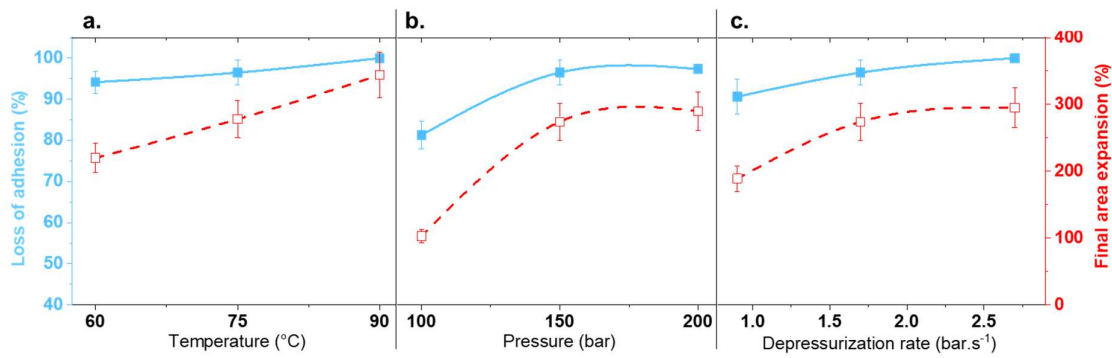 a.
b.
c.
Loss of adhesion (%)
100
90
80
70
60
50
40
60
75
90
Temperature (°C)
100
150
200
Pressure (bar)
1.0
1.5
2.0
2.5
Depressurization rate (bar.s⁻¹)
400
300
200
100
0
Final area expansion (%)